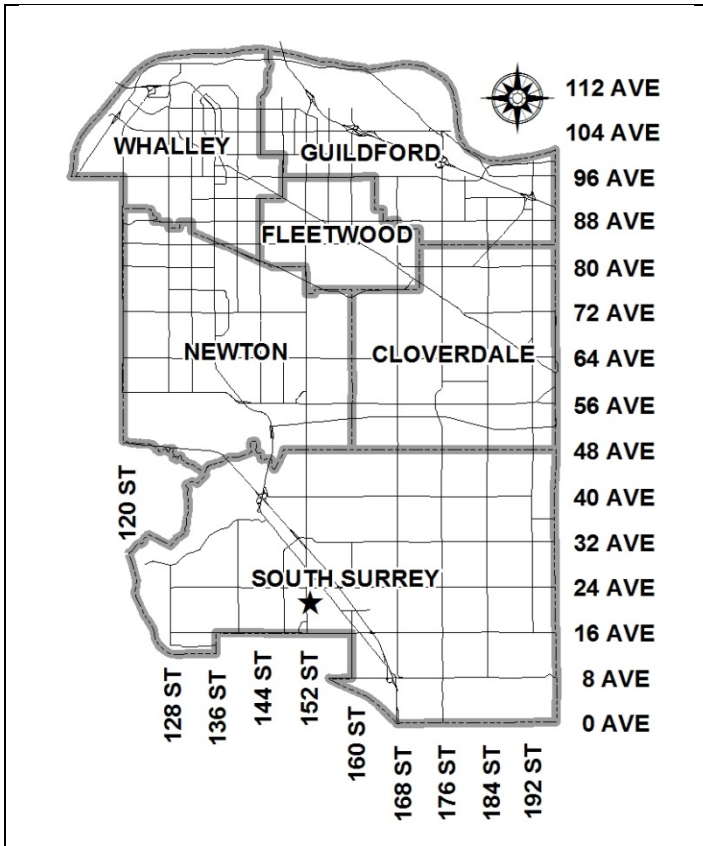 112 AVE
104 AVE
WHALLEY
GUILDFORD
96 AVE
88 AVE
FLEETWOOD
80 AVE
72 AVE
NEWTON
CLOVERDALE
64 AVE
56 AVE
48 AVE
120 ST
40 AVE
32 AVE
SOUTH SURREY
24 AVE
16 AVE
8 AVE
0 AVE
128 ST
136 ST
144 ST
152 ST
160 ST
168 ST
176 ST
184 ST
192 ST